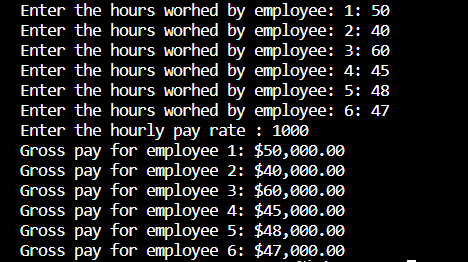 Enter the hours worhed by employee: 1: 50
Enter the hours worhed by employee: 2: 40
Enter the hours worhed by employee: 3: 60
Enter the hours worhed by employee: 4: 45
Enter the hours worhed by employee: 5: 48
Enter the hours worhed by employee: 6: 47
Enter the hourly pay rate : 1000
Gross pay for employee 1: $50,000.00
Gross pay for employee 2: $40,000.00
Gross pay for employee 3: $60,000.00
Gross pay for employee 4: $45,000.00
Gross pay for employee 5: $48,000.00
Gross pay for employee 6: $47,000.00